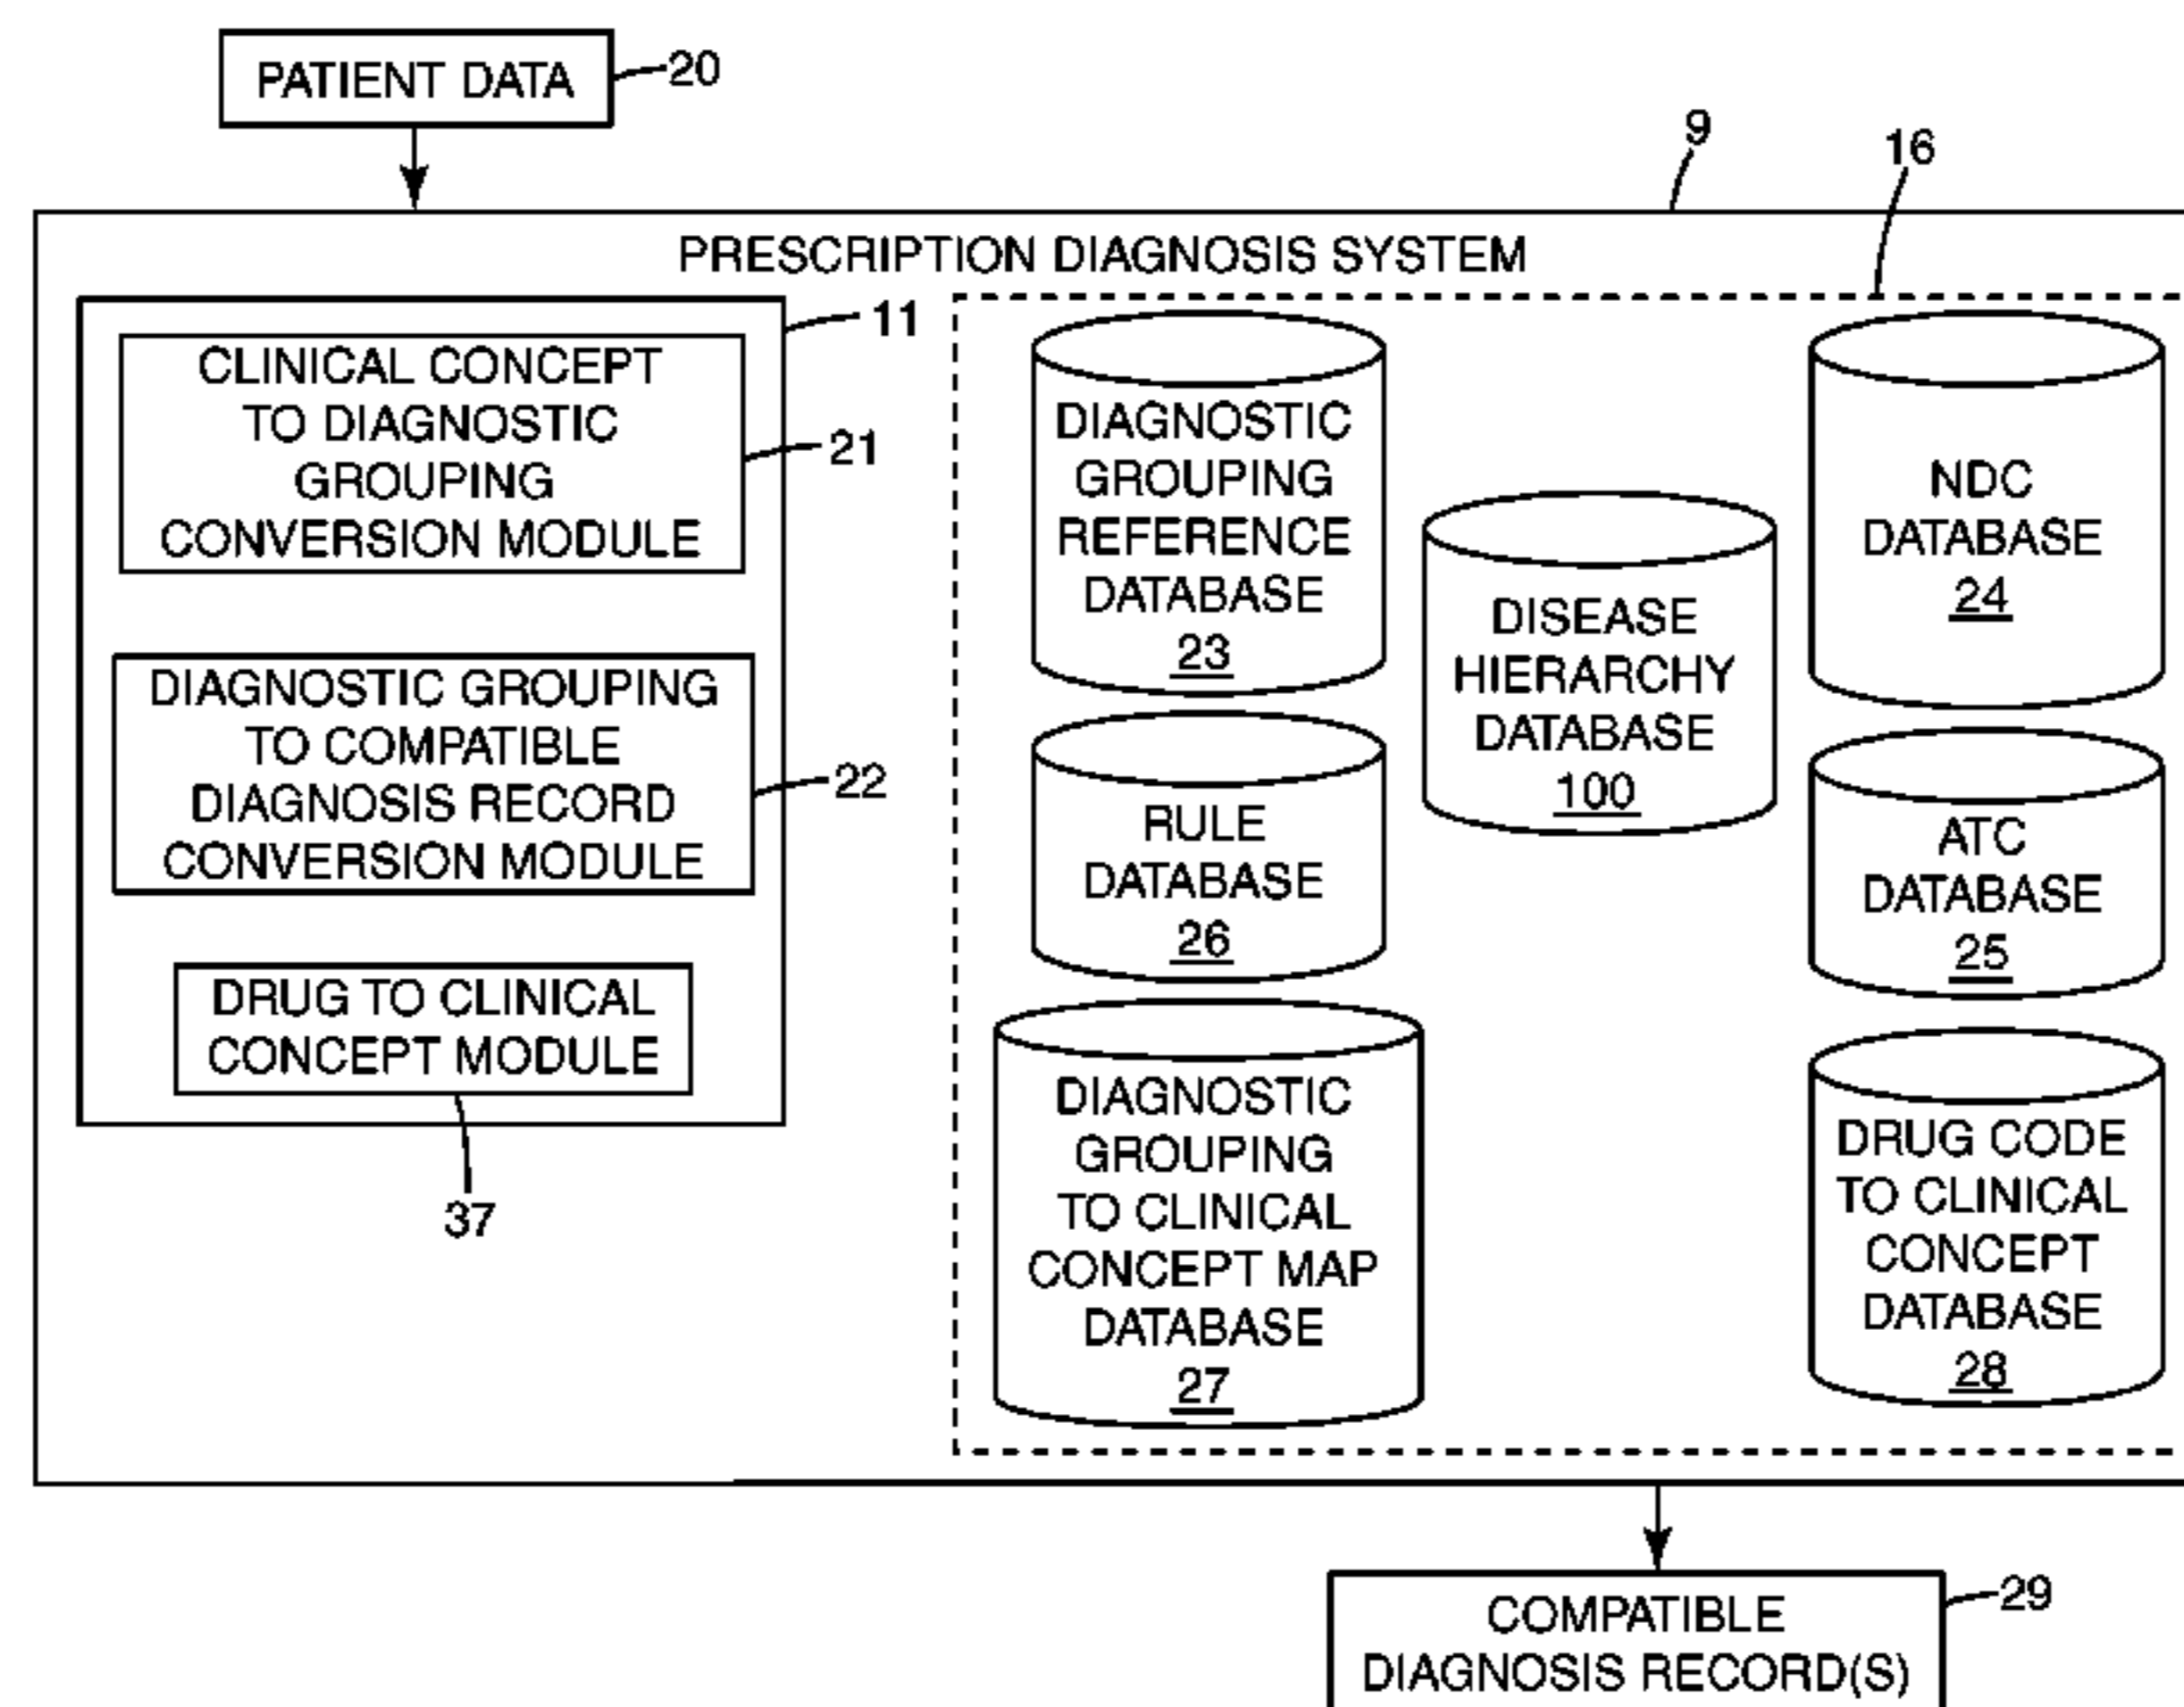 PATIENT DATA
20
9
16
PRESCRIPTION DIAGNOSIS SYSTEM
11
CLINICAL CONCEPT
TO DIAGNOSTIC
GROUPING
CONVERSION MODULE
21
DIAGNOSTIC GROUPING
TO COMPATIBLE
DIAGNOSIS RECORD
CONVERSION MODULE
22
DRUG TO CLINICAL
CONCEPT MODULE
37
DIAGNOSTIC
GROUPING
REFERENCE
DATABASE
23
RULE
DATABASE
26
DIAGNOSTIC
GROUPING
TO CLINICAL
CONCEPT MAP
DATABASE
27
DISEASE
HIERARCHY
DATABASE
100
NDC
DATABASE
24
ATC
DATABASE
25
DRUG CODE
TO CLINICAL
CONCEPT
DATABASE
28
COMPATIBLE
DIAGNOSIS RECORD(S)
29